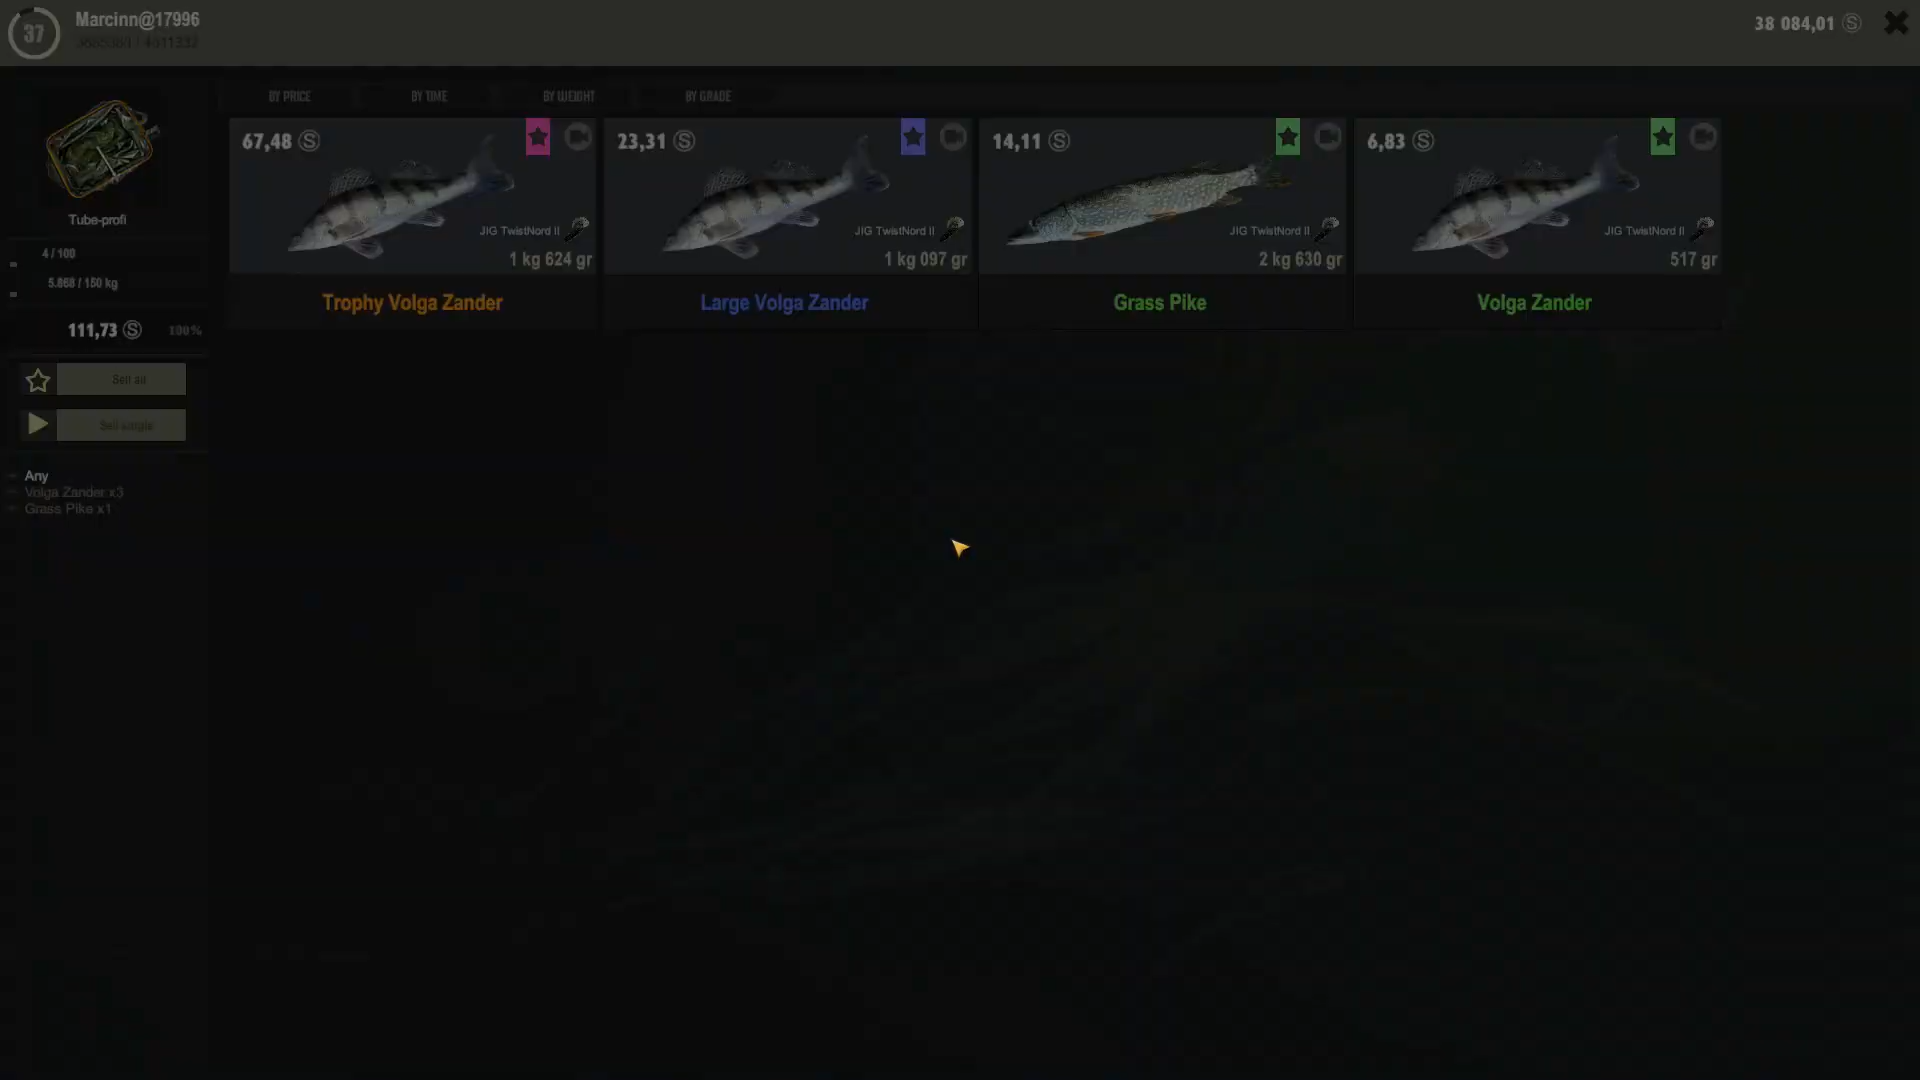 37
Marcinn@17996
38 084,01 S
BY PRICE BY TIME BY WEIGHT BY GRADE
67,48 S
JIG TwistNord II
1 kg 624 gr
Trophy Volga Zander
23,31 S
JIG TwistNord II
1 kg 097 gr
Large Volga Zander
14,11 S
JIG TwistNord II
2 kg 630 gr
Grass Pike
6,83 S
JIG TwistNord II
517 gr
Volga Zander
Tube-profi
4 / 100
5.868 / 150 kg
111,73 S 100%
Sell all
Sell single
Any
Volga Zander x3
Grass Pike x1